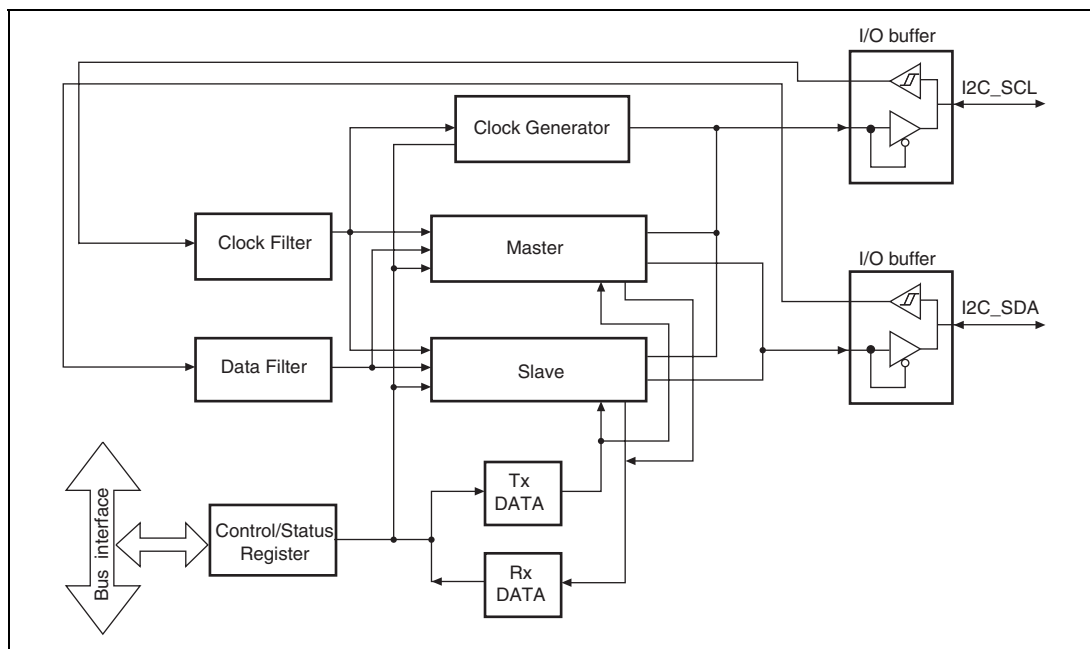 I/O buffer
I2C_SCL
Clock Generator
Clock Filter
Master
I/O buffer
I2C_SDA
Data Filter
Slave
Tx
DATA
Bus interface
Control/Status
Register
Rx
DATA